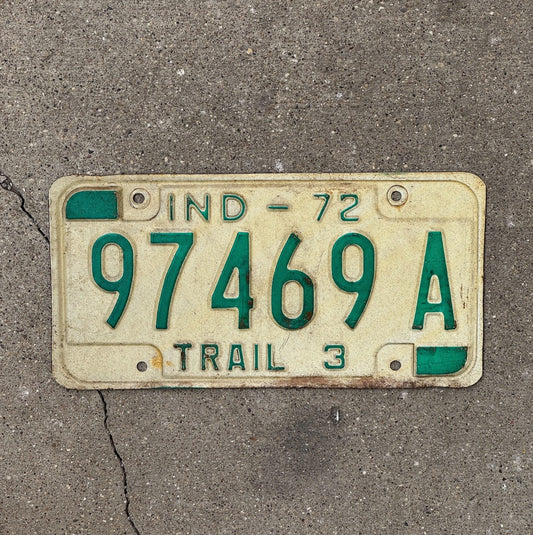 IND - 72
97469 A
TRAIL 3